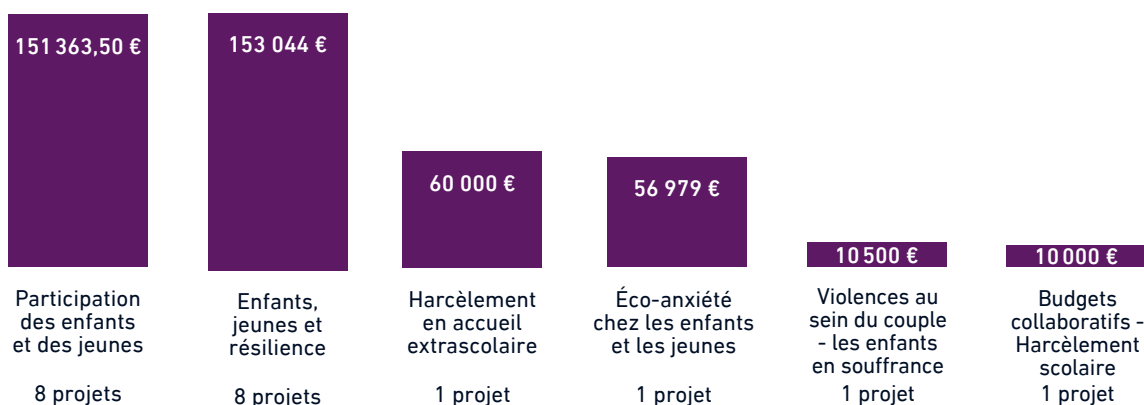 151 363,50 €
153 044 €
60 000 €
56 979 €
10 500 €
10 000 €
Participation
des enfants
et des jeunes
8 projets
Enfants,
jeunes et
résilience
8 projets
Harcèlement
en accueil
extrascolaire
1 projet
Éco-anxiété
chez les enfants
et les jeunes
1 projet
Violences au
sein du couple
- les enfants
en souffrance
1 projet
Budgets
collaboratifs -
Harcèlement
scolaire
1 projet